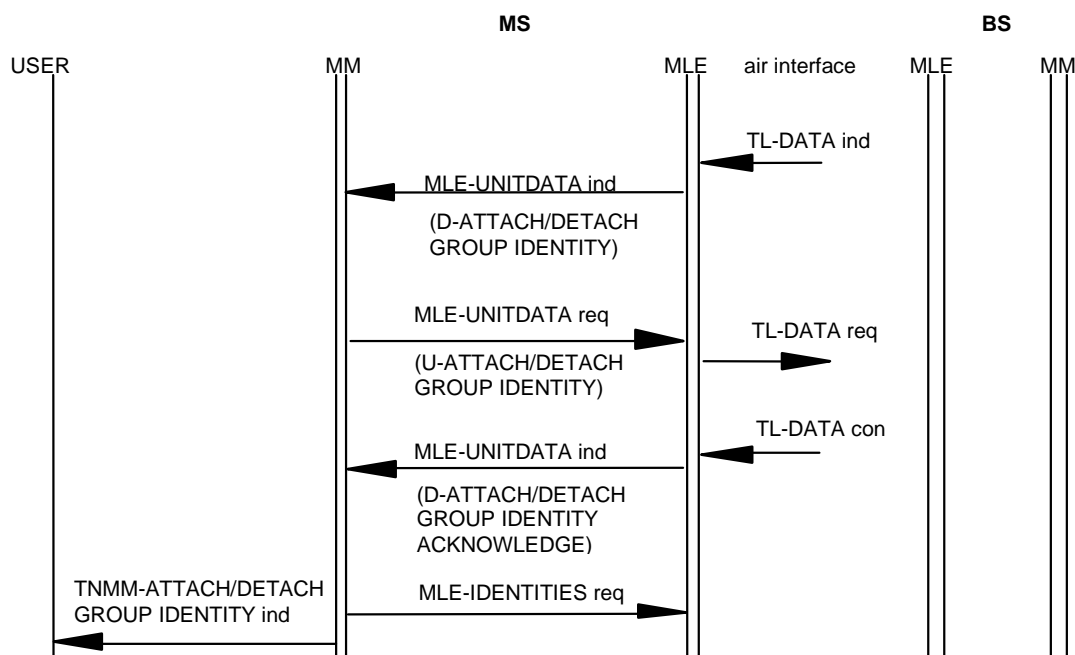 MS BS
USER MM MLE air interface MLE MM
TL-DATA ind
MLE-UNITDATA ind
(D-ATTACH/DETACH
GROUP IDENTITY)
MLE-UNITDATA req
TL-DATA req
(U-ATTACH/DETACH
GROUP IDENTITY)
TL-DATA con
MLE-UNITDATA ind
(D-ATTACH/DETACH
GROUP IDENTITY
ACKNOWLEDGE)
TNMM-ATTACH/DETACH
GROUP IDENTITY ind
MLE-IDENTITIES req